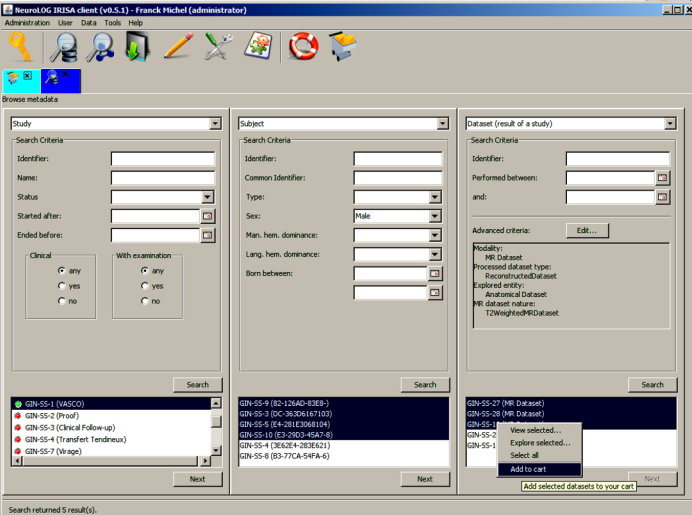 NeuroLOG IRISA client (v0.5.1) - Franck Michel (administrator)
Administration User Data Tools Help
Browse metadata
Study
Search Criteria
Identifier:
Name:
Status
Started after:
Ended before:
Clinical
any
yes
no
With examination
any
yes
no
Search
GIN-SS-1 (VASCO)
GIN-SS-2 (Proof)
GIN-SS-3 (Clinical Follow-up)
GIN-SS-4 (Transfert Tendineux)
GIN-SS-7 (Virage)
Next
Subject
Search Criteria
Identifier:
Common Identifier:
Type:
Sex: Male
Man. hem. dominance:
Lang. hem. dominance:
Born between:
Search
GIN-SS-9 (82-126AD-83E8-)
GIN-SS-3 (DC-363D6167103)
GIN-SS-5 (E4-281E3068104)
GIN-SS-10 (E3-29D3-45A7-8)
GIN-SS-4 (3E62E4-283E621)
GIN-SS-8 (B3-77CA-54FA-6)
Next
Dataset (result of a study)
Search Criteria
Identifier:
Performed between:
and:
Advanced criteria: Edit...
Modality:
MR Dataset
Processed dataset type:
ReconstructedDataset
Explored entity:
Anatomical Dataset
MR dataset nature:
T2WeightedMRDataset
Search
GIN-SS-27 (MR Dataset)
GIN-SS-28 (MR Dataset)
View selected...
Explore selected...
Select all
Add to cart
Add selected datasets to your cart
Next
Search returned 5 result(s).